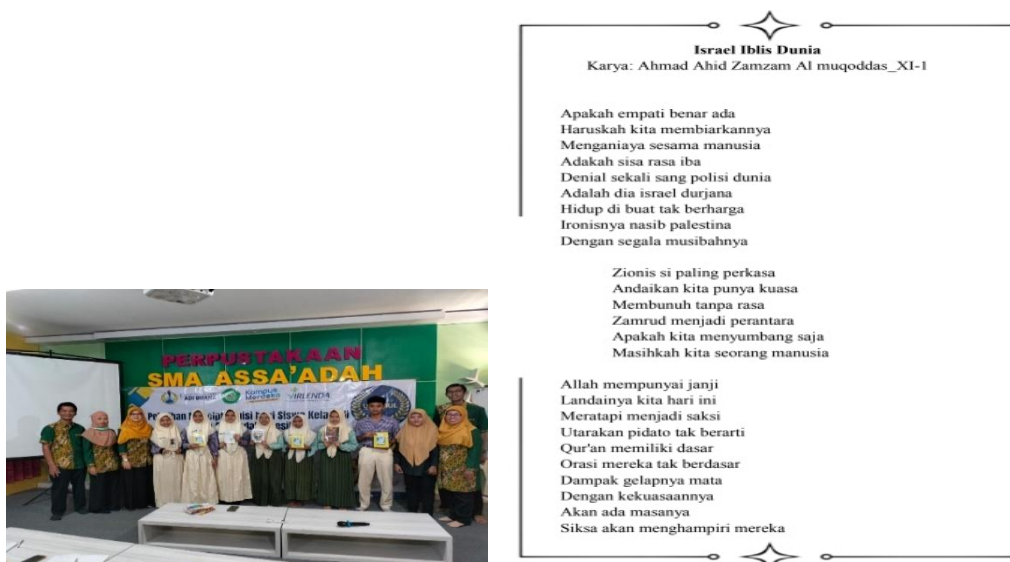 PERPUSTAKAAN
SMA ASSA'ADAH
ADI BUANA
Kampus
Merdeka
Israel Iblis Dunia
Karya: Ahmad Ahid Zamzam Al muqoddas_XI-1
Apakah empati benar ada
Haruskah kita membiarkannya
Menganiaya sesama manusia
Adakah sisa rasa iba
Denial sekali sang polisi dunia
Adalah dia israel durjana
Hidup di buat tak berharga
Ironisnya nasib palestina
Dengan segala musibahnya
Zionis si paling perkasa
Andaikan kita punya kuasa
Membunuh tanpa rasa
Zamrud menjadi perantara
Apakah kita menyumbang saja
Masihkah kita seorang manusia
Allah mempunyai janji
Landainya kita hari ini
Meratapi menjadi saksi
Utarakan pidato tak berarti
Qur'an memiliki dasar
Orasi mereka tak berdasar
Dampak gelapnya mata
Dengan kekuasaannya
Akan ada masanya
Siksa akan menghampiri mereka